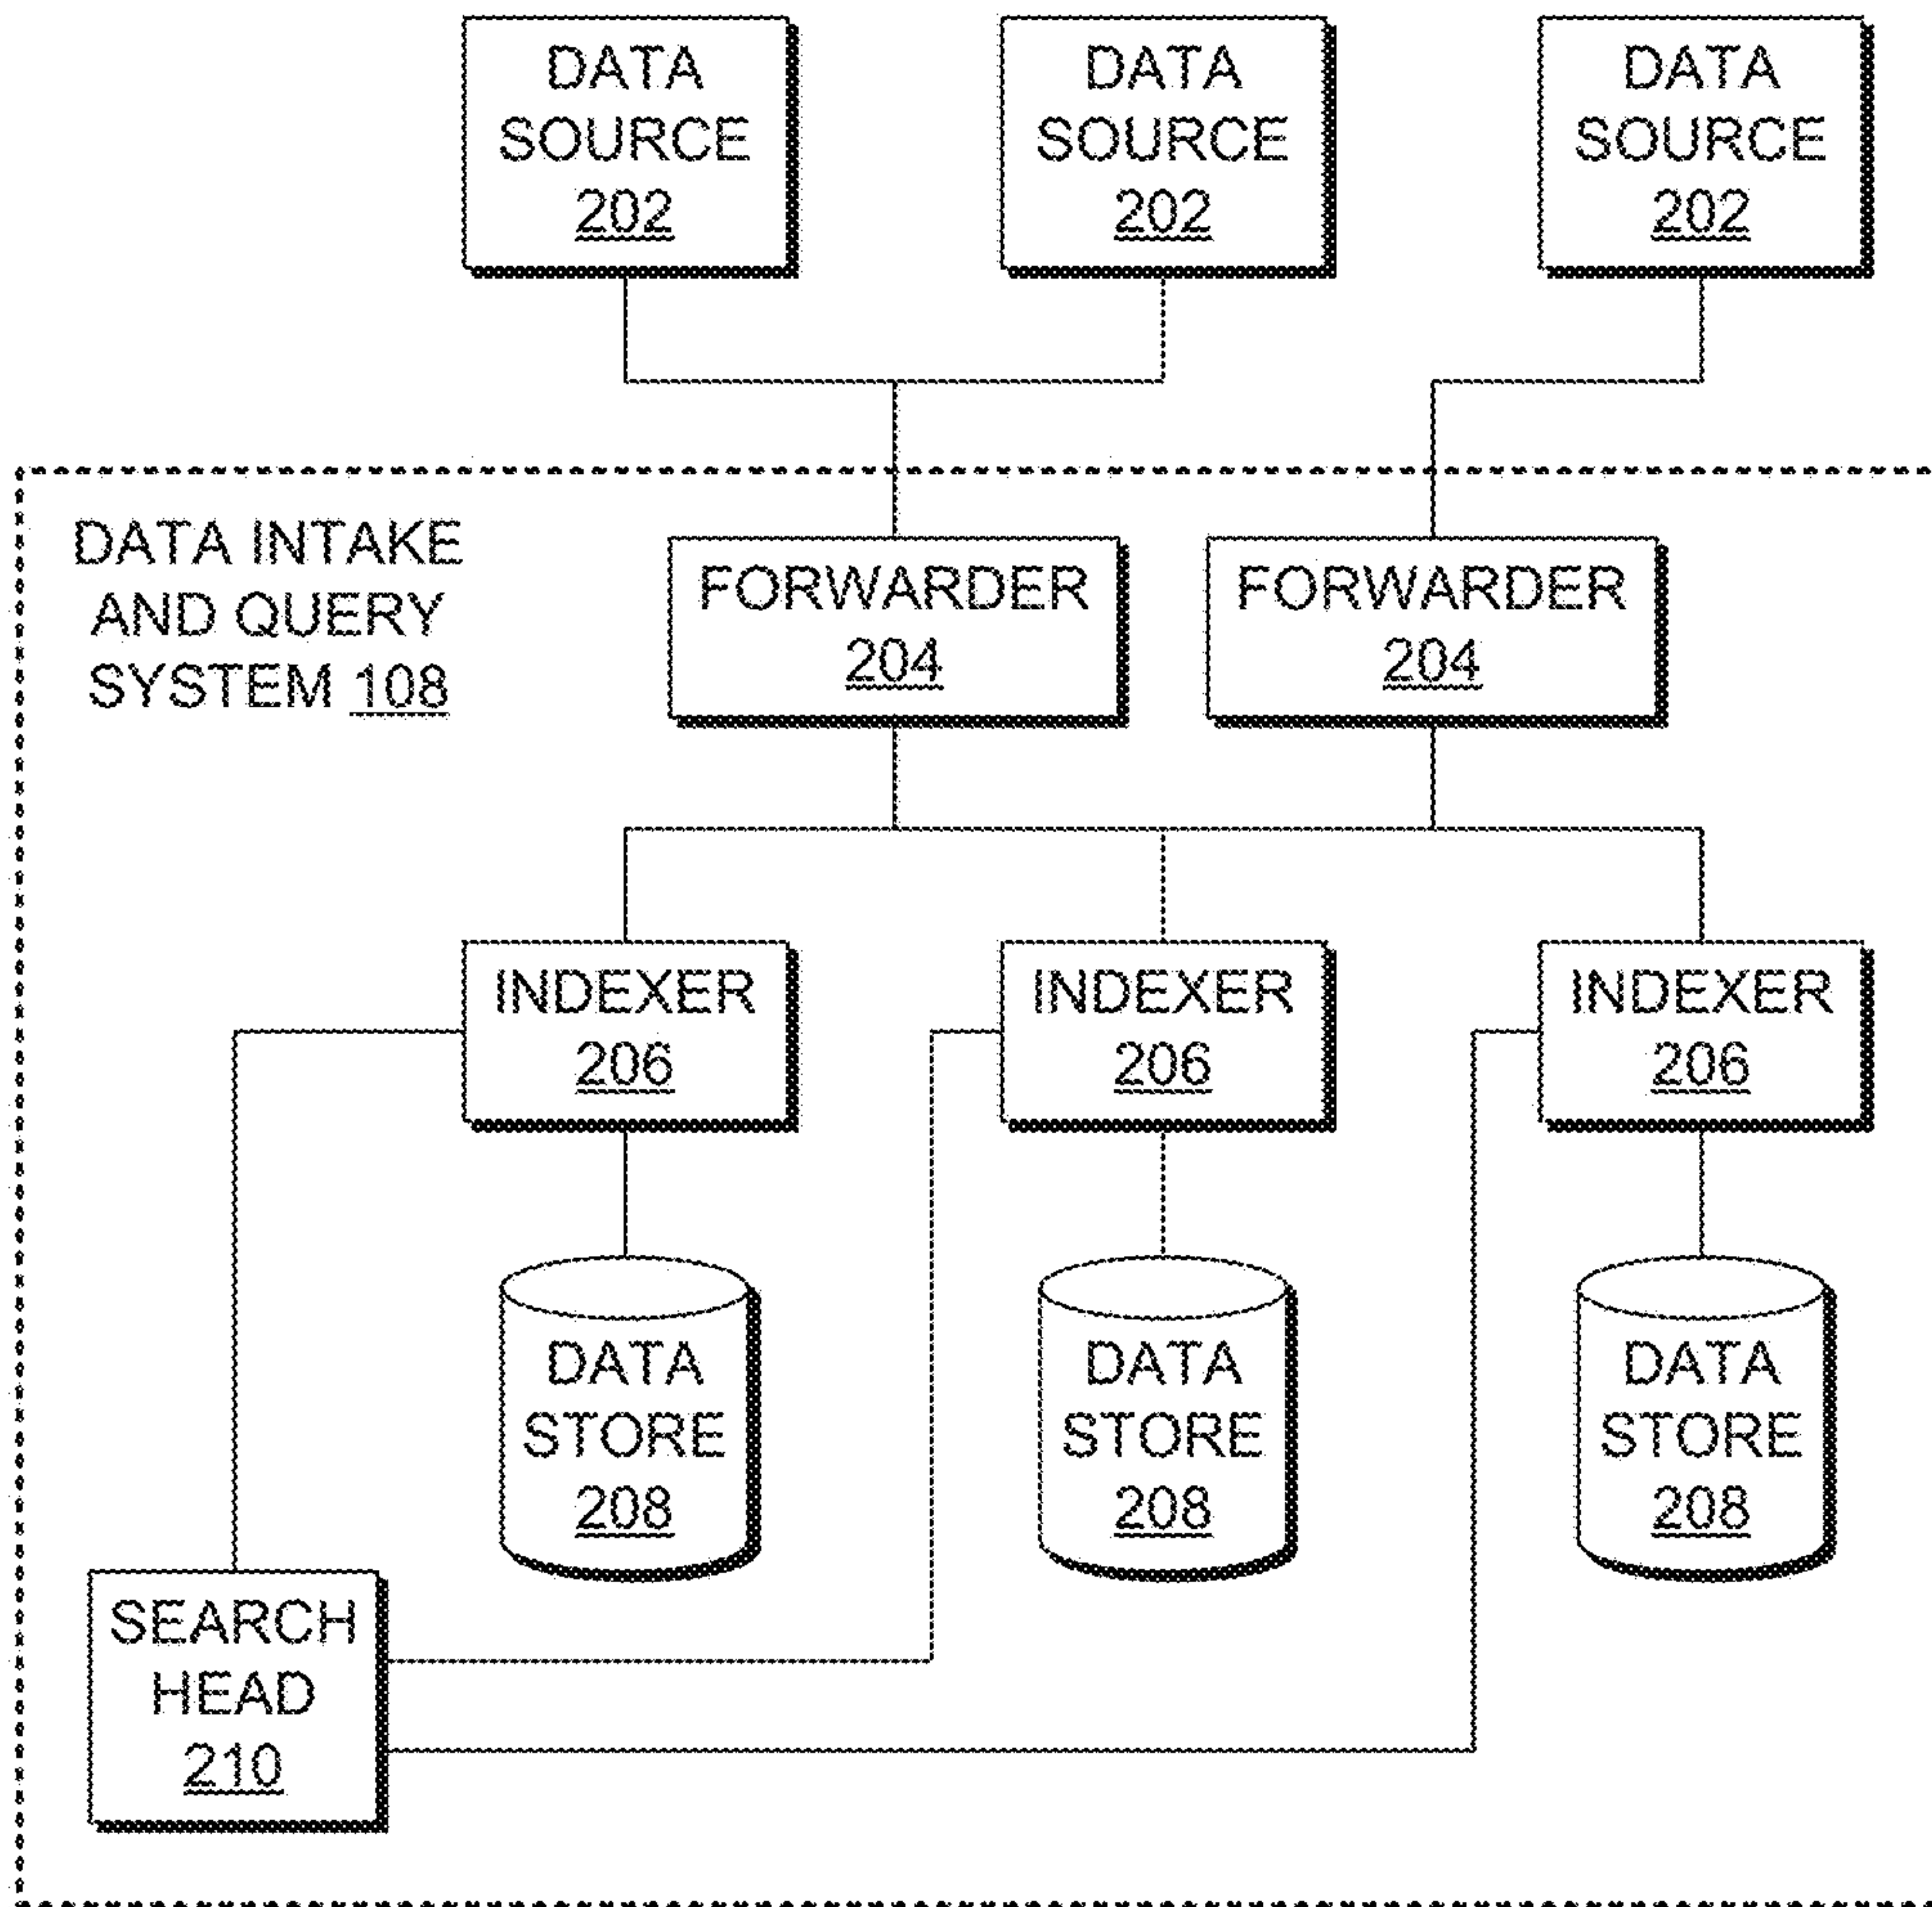 DATA
SOURCE
202
DATA
SOURCE
202
DATA
SOURCE
202
DATA INTAKE
AND QUERY
SYSTEM 108
FORWARDER
204
FORWARDER
204
INDEXER
206
INDEXER
206
INDEXER
206
DATA
STORE
208
DATA
STORE
208
DATA
STORE
208
SEARCH
HEAD
210